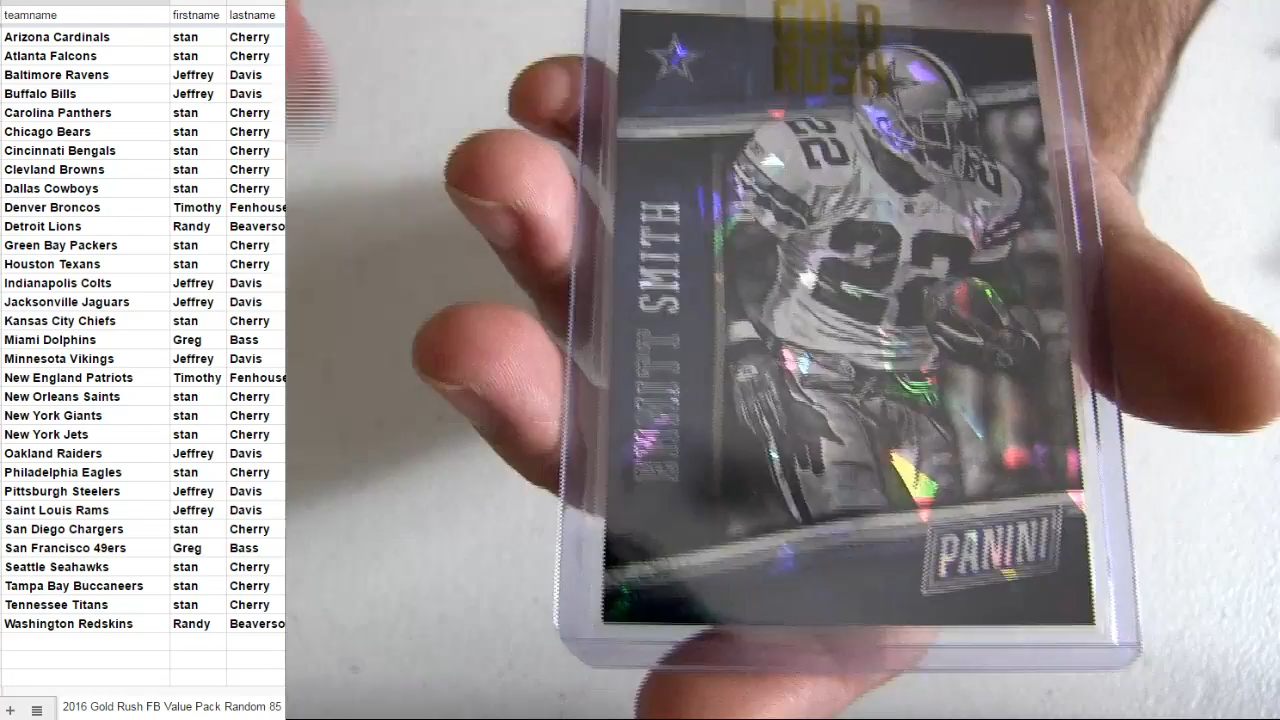 teamname firstname lastname
Arizona Cardinals stan Cherry
Atlanta Falcons stan Cherry
Baltimore Ravens Jeffrey Davis
Buffalo Bills Jeffrey Davis
Carolina Panthers stan Cherry
Chicago Bears stan Cherry
Cincinnati Bengals stan Cherry
Clevland Browns stan Cherry
Dallas Cowboys stan Cherry
Denver Broncos Timothy Fenhouse
Detroit Lions Randy Beaverso
Green Bay Packers stan Cherry
Houston Texans stan Cherry
Indianapolis Colts Jeffrey Davis
Jacksonville Jaguars Jeffrey Davis
Kansas City Chiefs stan Cherry
Miami Dolphins Greg Bass
Minnesota Vikings Jeffrey Davis
New England Patriots Timothy Fenhouse
New Orleans Saints stan Cherry
New York Giants stan Cherry
New York Jets stan Cherry
Oakland Raiders Jeffrey Davis
Philadelphia Eagles stan Cherry
Pittsburgh Steelers Jeffrey Davis
Saint Louis Rams Jeffrey Davis
San Diego Chargers stan Cherry
San Francisco 49ers Greg Bass
Seattle Seahawks stan Cherry
Tampa Bay Buccaneers stan Cherry
Tennessee Titans stan Cherry
Washington Redskins Randy Beaverso
2016 Gold Rush FB Value Pack Random 85
GOLD
RUSH
22
22
EMMITT SMITH
PANINI